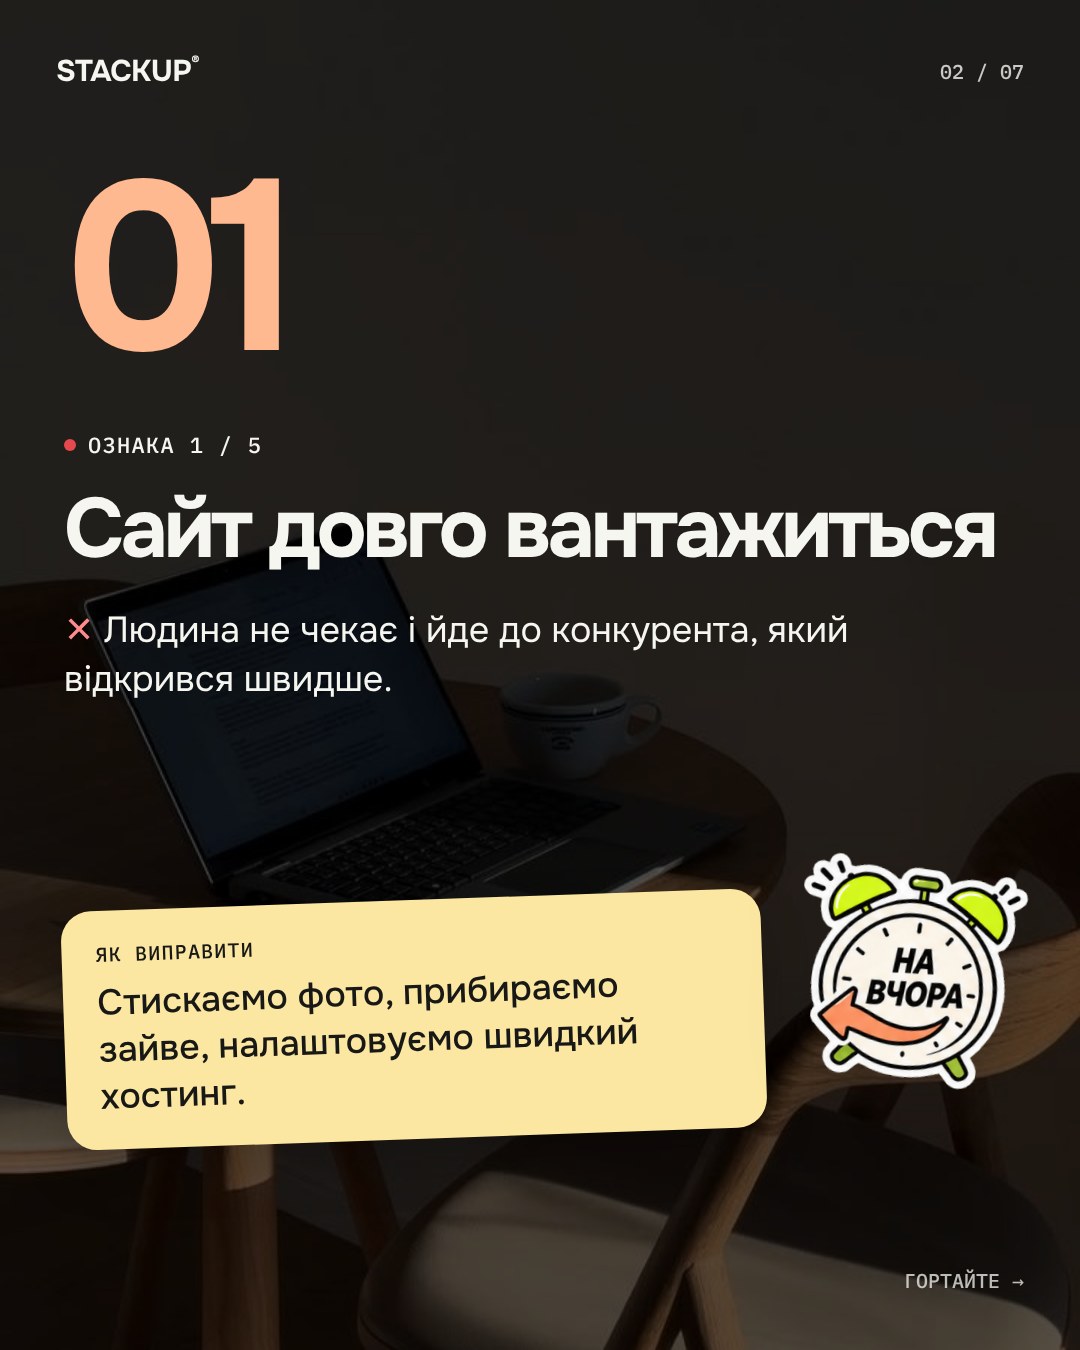 STACKUP®
02 / 07
01
ОЗНАКА 1 / 5
Сайт довго вантажиться
✕ Людина не чекає і йде до конкурента, який
відкрився швидше.
ЯК ВИПРАВИТИ
Стискаємо фото, прибираємо
зайве, налаштовуємо швидкий
хостинг.
НА
ВЧОРА
ГОРТАЙТЕ →